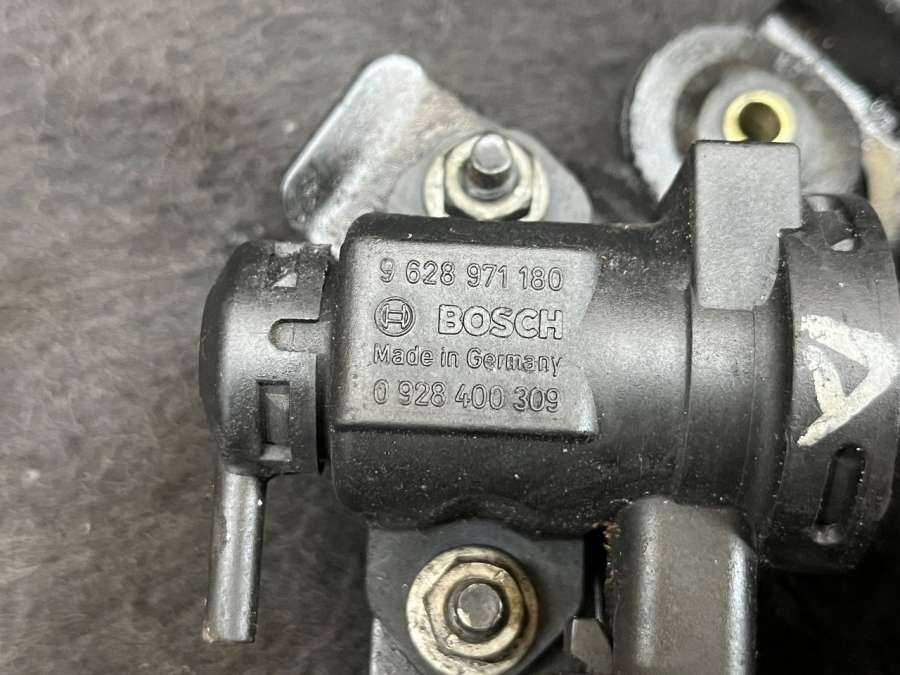 9 628 971 180
BOSCH
Made in Germany
0 928 400 309
A